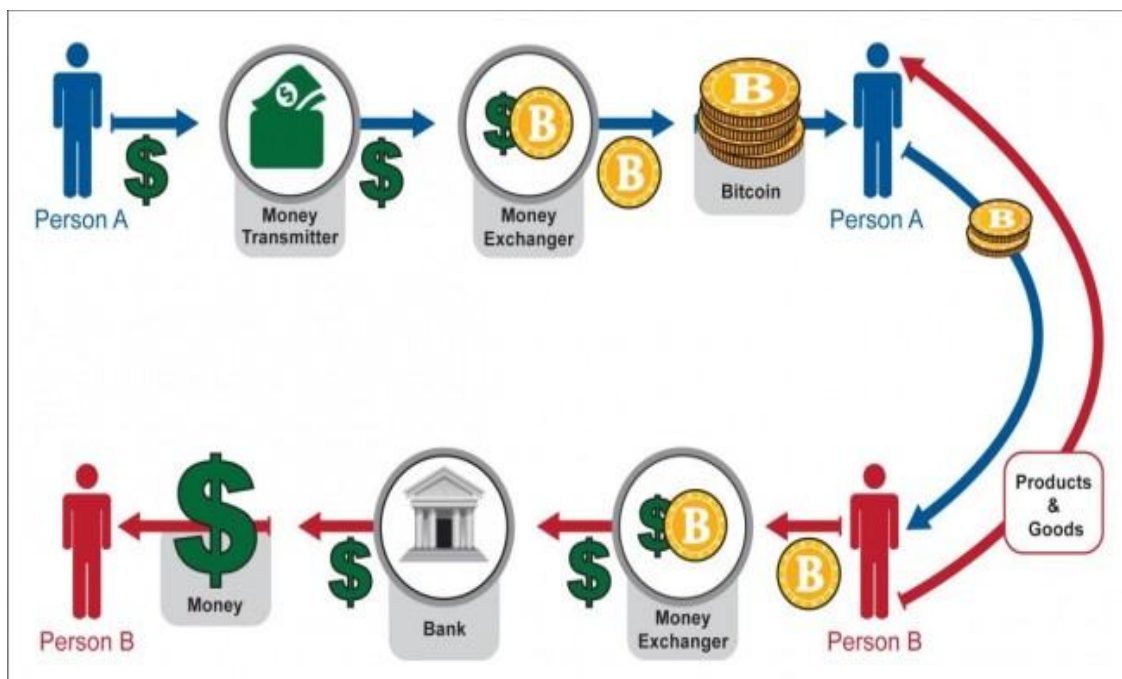 $
$
$
B
B
B
B
Person A
Money
Transmitter
Money
Exchanger
Bitcoin
Person A
B
Products
&
Goods
$
$
$
$
B
B
Person B
Money
Bank
Money
Exchanger
Person B